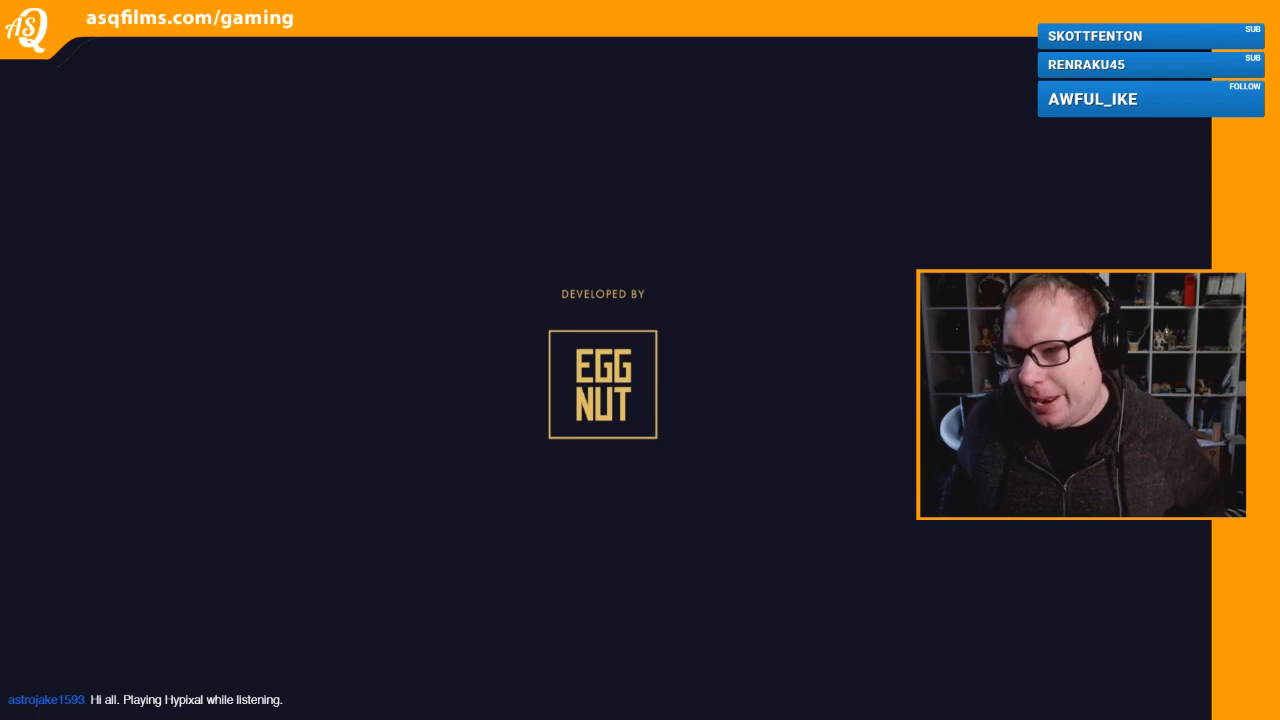 ASQ
asqfilms.com/gaming
SKOTTFENTON
SUB
RENRAKU45
SUB
AWFUL_IKE
FOLLOW
DEVELOPED BY
EGG
NUT
astrojake1593 Hi all. Playing Hypixal while listening.